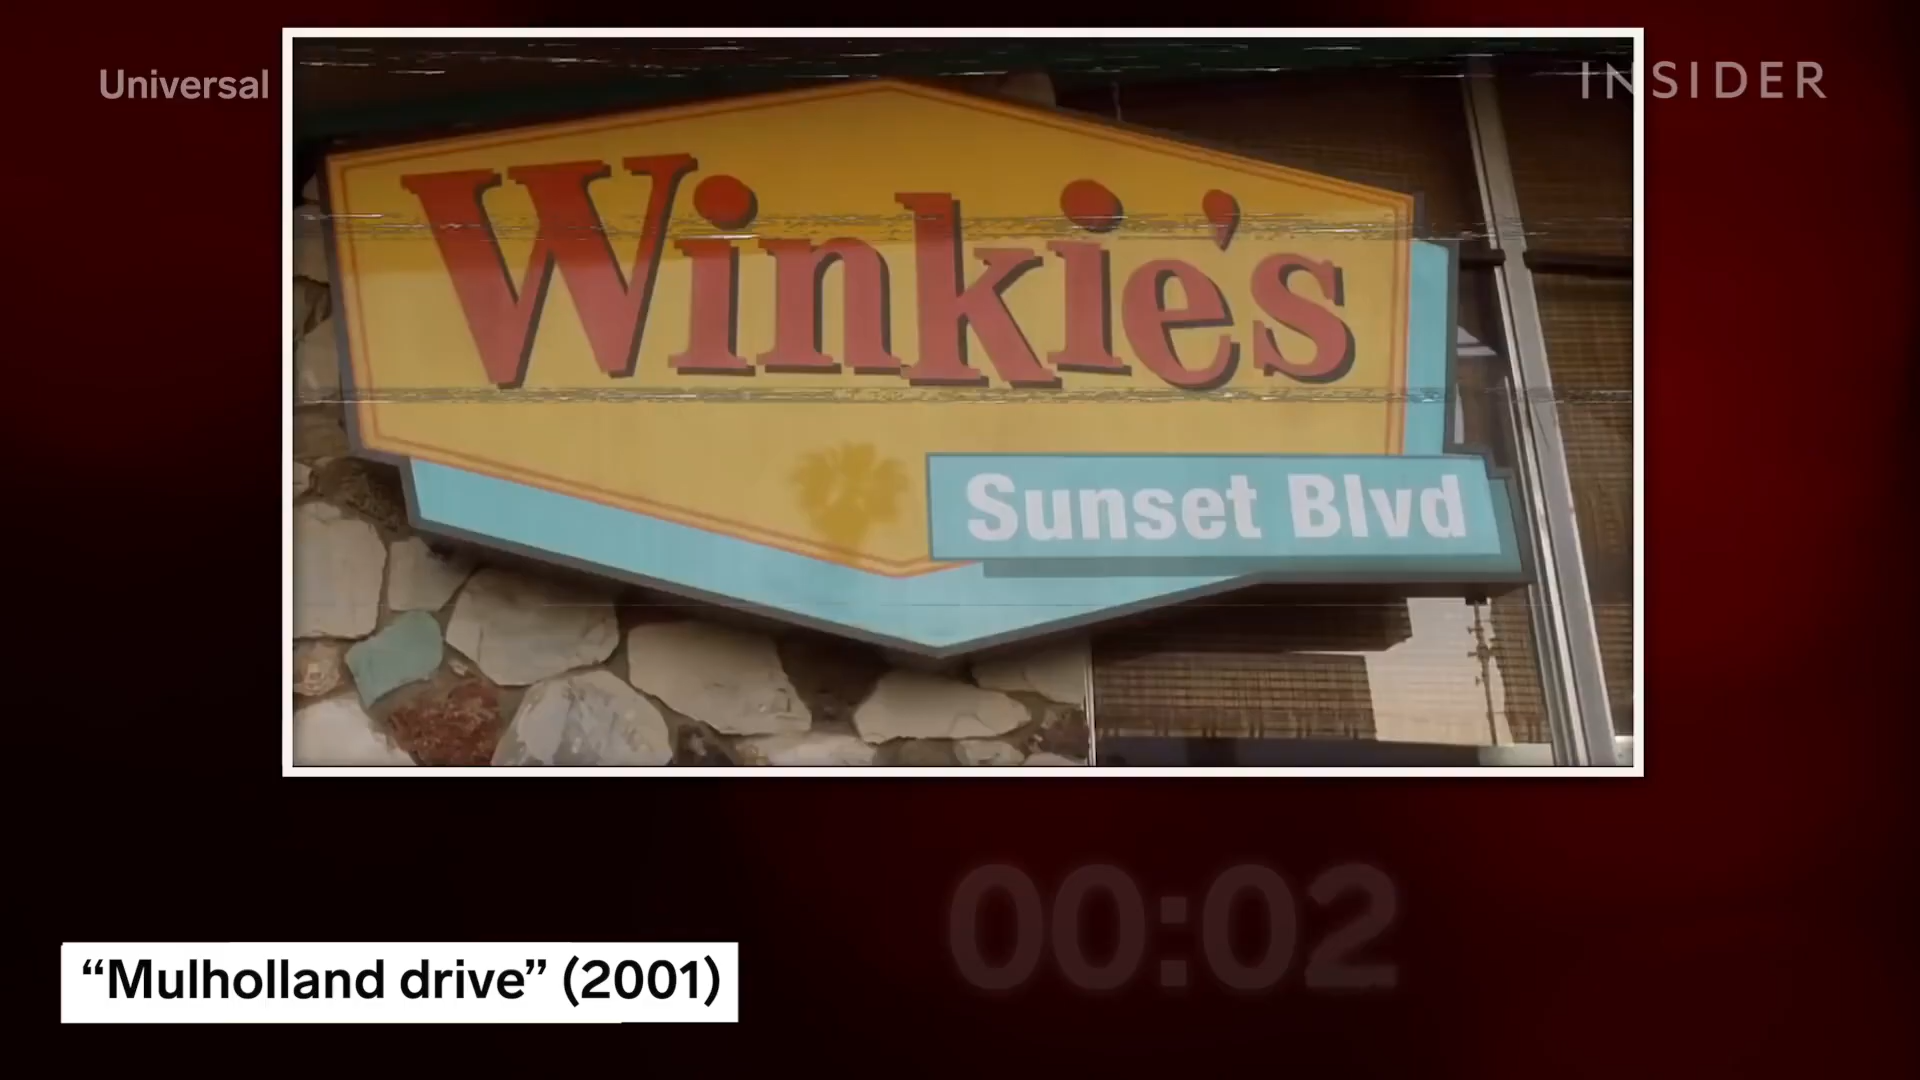 Universal
INSIDER
Winkie's
Sunset Blvd
00:02
“Mulholland drive” (2001)